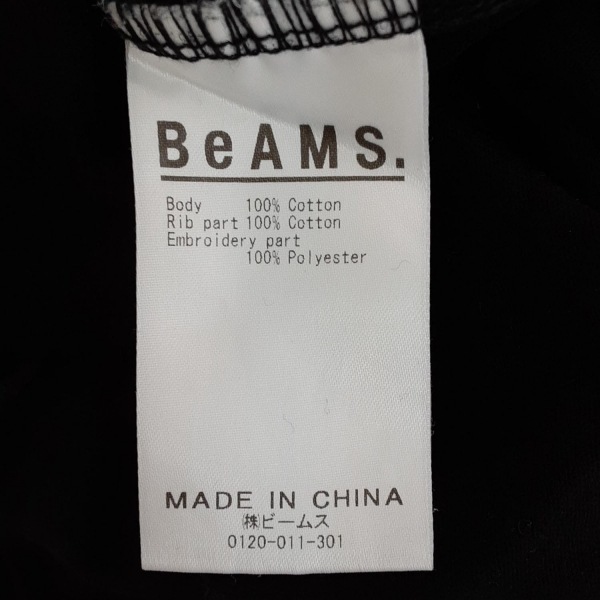 BeAMS.
Body 100% Cotton
Rib part 100% Cotton
Embroidery part
100% Polyester
MADE IN CHINA
㈱ビームス
0120-011-301